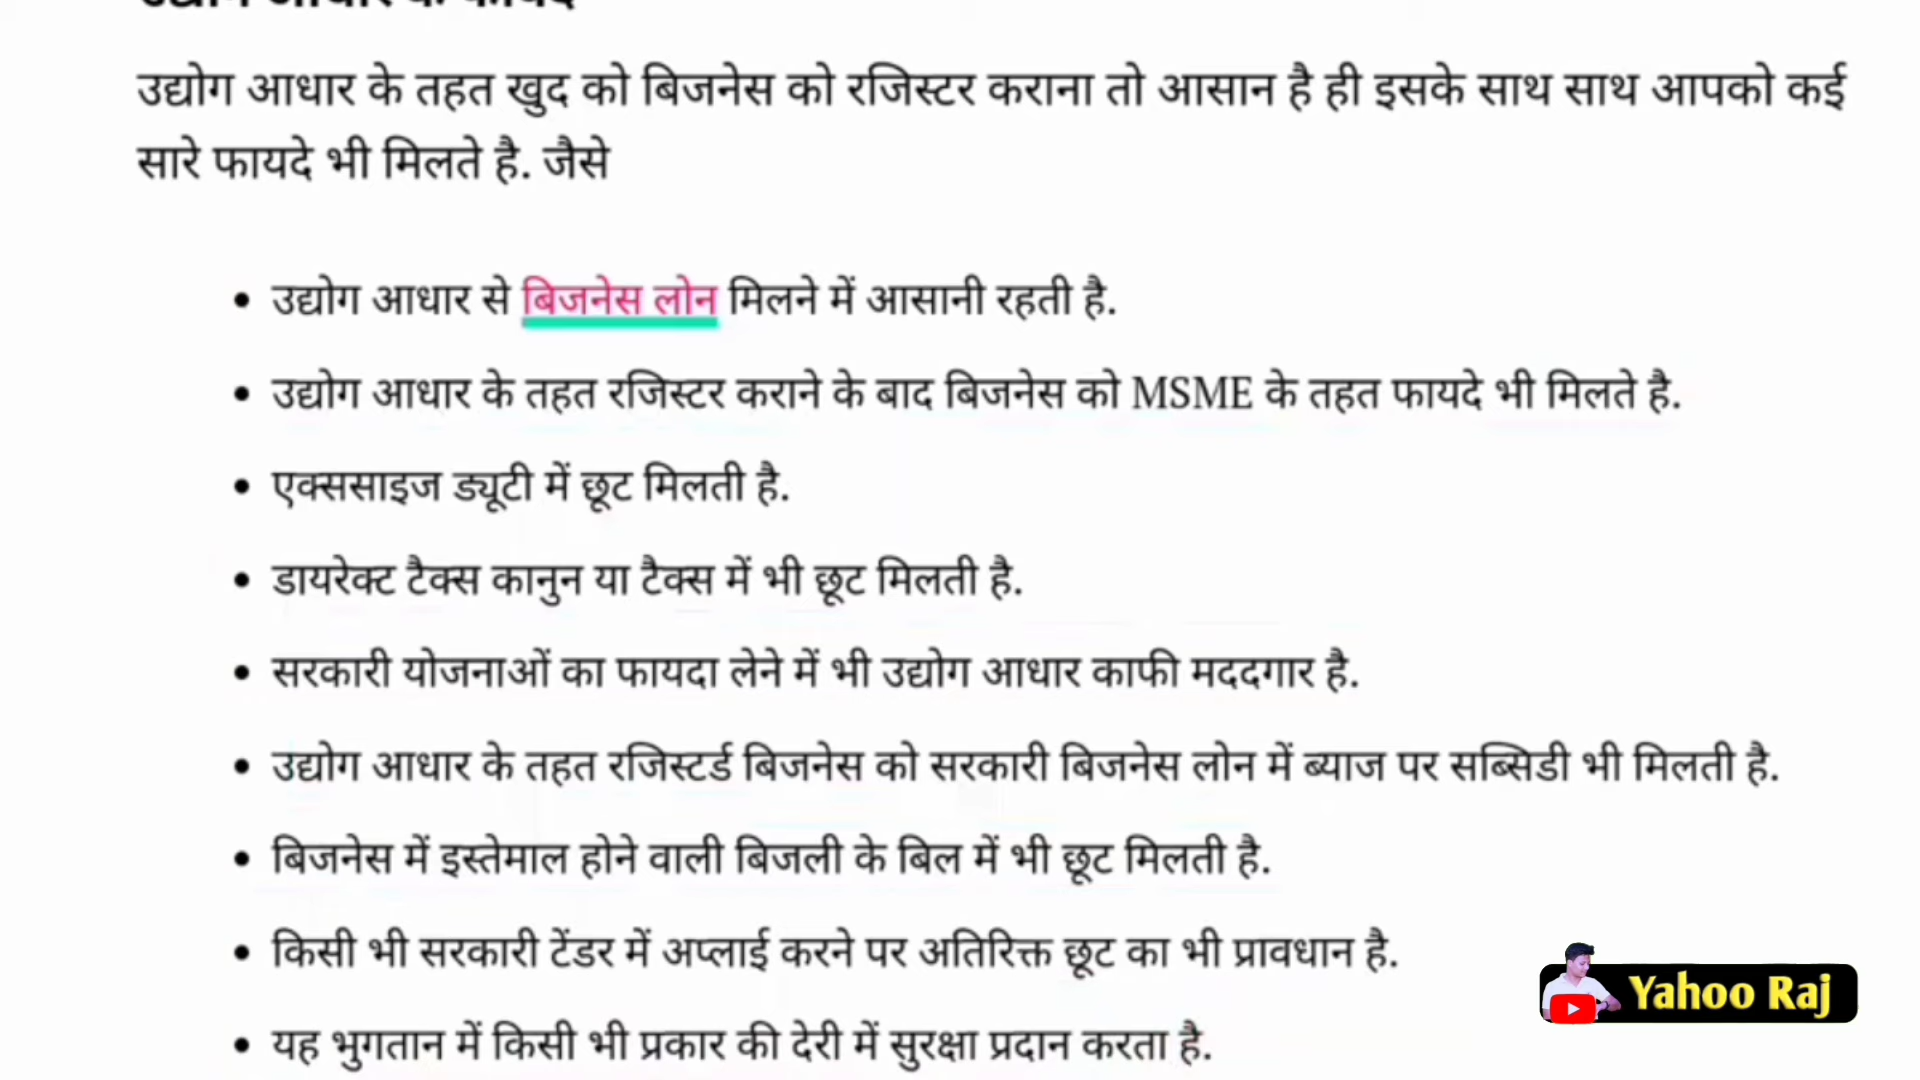 उद्योग आधार के फायदे
उद्योग आधार के तहत खुद को बिजनेस को रजिस्टर कराना तो आसान है ही इसके साथ साथ आपको कई
सारे फायदे भी मिलते है. जैसे
• उद्योग आधार से बिजनेस लोन मिलने में आसानी रहती है.
• उद्योग आधार के तहत रजिस्टर कराने के बाद बिजनेस को MSME के तहत फायदे भी मिलते है.
• एक्ससाइज ड्यूटी में छूट मिलती है.
• डायरेक्ट टैक्स कानुन या टैक्स में भी छूट मिलती है.
• सरकारी योजनाओं का फायदा लेने में भी उद्योग आधार काफी मददगार है.
• उद्योग आधार के तहत रजिस्टर्ड बिजनेस को सरकारी बिजनेस लोन में ब्याज पर सब्सिडी भी मिलती है.
• बिजनेस में इस्तेमाल होने वाली बिजली के बिल में भी छूट मिलती है.
• किसी भी सरकारी टेंडर में अप्लाई करने पर अतिरिक्त छूट का भी प्रावधान है.
• यह भुगतान में किसी भी प्रकार की देरी में सुरक्षा प्रदान करता है.
Yahoo Raj